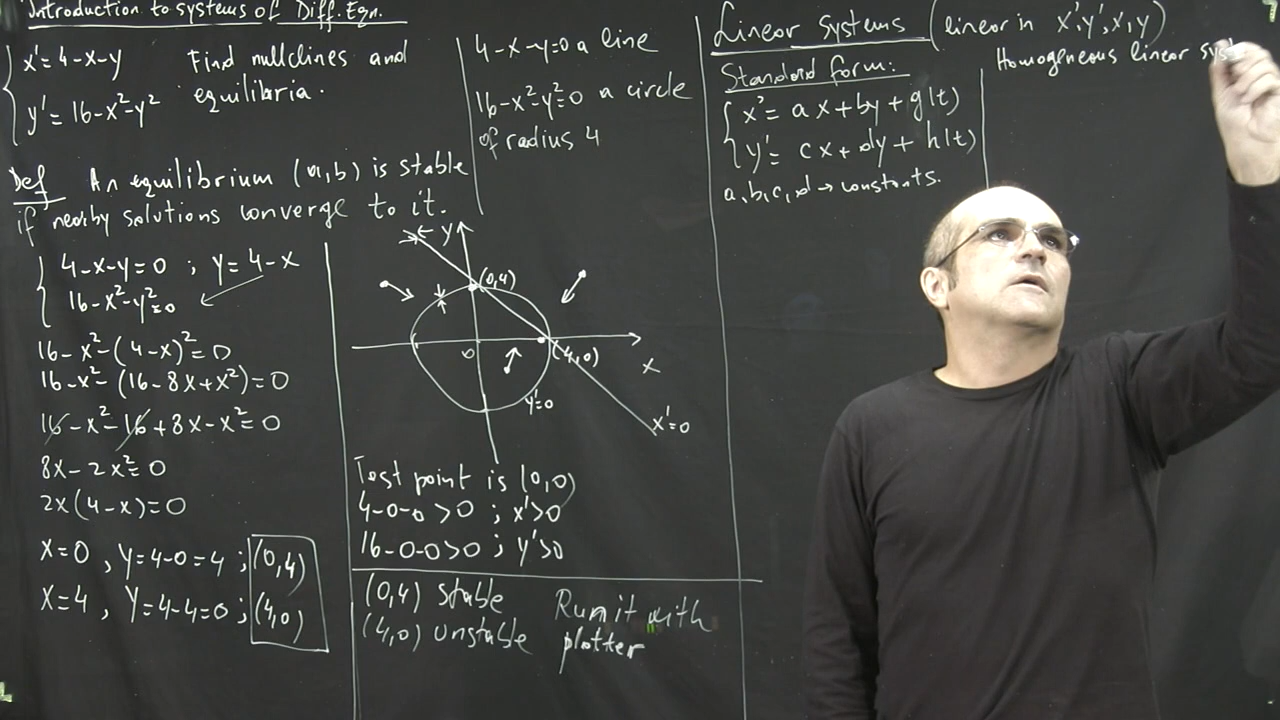 Introduction to systems of Diff. Eqn.
x'=4-x-y
y'=16-x²-y²
Find nullclines and
equilibria.
Def An equilibrium (a,b) is stable
if nearby solutions converge to it.
4-x-y=0 ; y=4-x
16-x²-y²=0
16-x²-(4-x)²=0
16-x²-(16-8x+x²)=0
16-x²-16+8x-x²=0
8x-2x²=0
2x(4-x)=0
x=0, y=4-0=4; (0,4)
x=4, y=4-4=0; (4,0)
4-x-y=0 a line
16-x²-y²=0 a circle
of radius 4
y
(0,4)
0
(4,0)
x
y'=0
x'=0
Test point is (0,0)
4-0-0>0 ; x'>0
16-0-0>0 ; y'>0
(0,4) stable
(4,0) unstable
Run it with
plotter
Linear systems (linear in x',y',x,y)
Standard form:
x'=ax+by+g(t)
y'=cx+dy+h(t)
a,b,c,d→constants.
Homogeneous linear syst